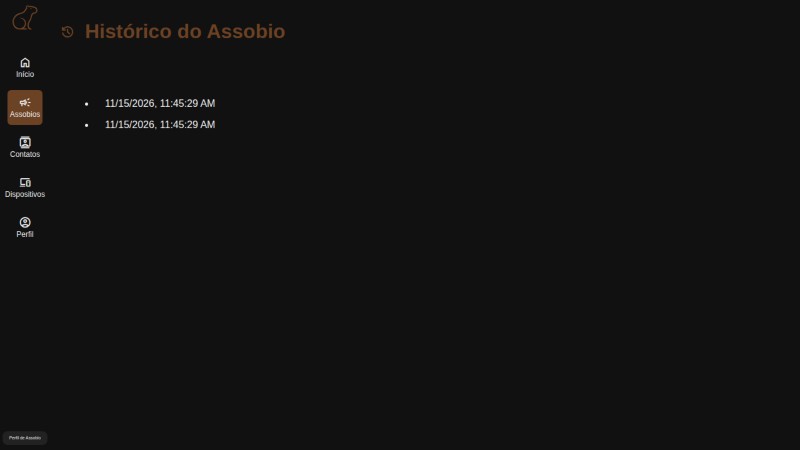 Histórico do Assobio
Início
Assobios
Contatos
Dispositivos
Perfil
11/15/2026, 11:45:29 AM
11/15/2026, 11:45:29 AM
Perfil de Assobio